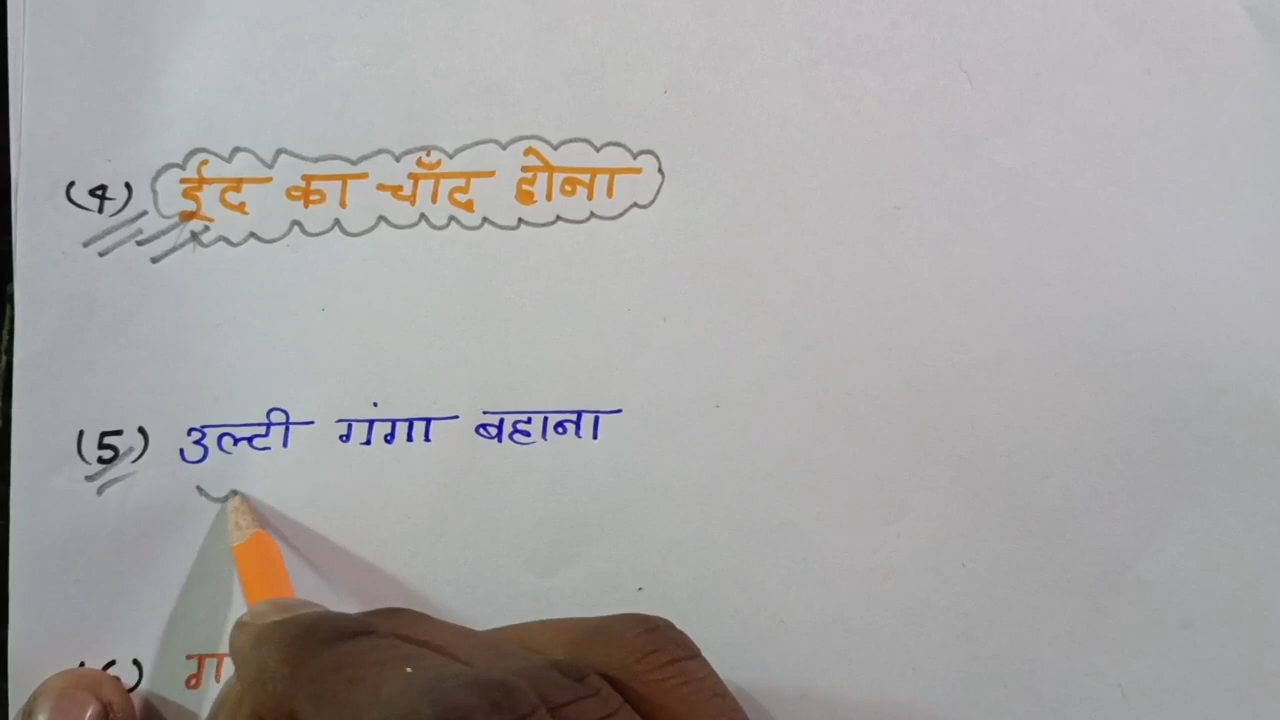 (4) ईद का चाँद होना
(5) उल्टी गंगा बहाना